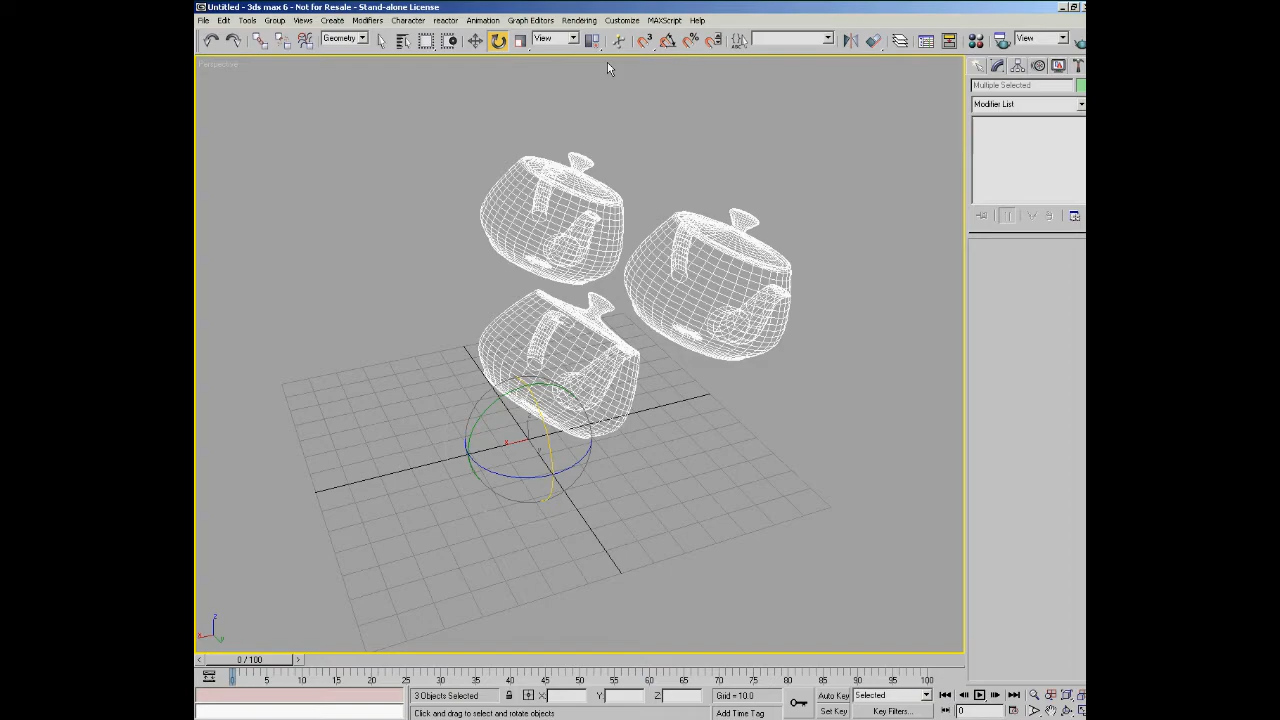 Untitled - 3ds max 6 - Not for Resale - Stand-alone License
File Edit Tools Group Views Create Modifiers Character reactor Animation Graph Editors Rendering Customize MAXScript Help
Geometry View View
Perspective
Multiple Selected
Modifier List
x
z
x y
0 / 100
0 5 10 15 20 25 30 35 40 45 50 55 60 65 70 75 80 85 90 95 100
3 Objects Selected X: Y: Z: Grid = 10.0 Auto Key Selected
Click and drag to select and rotate objects Add Time Tag Set Key Key Filters... 0